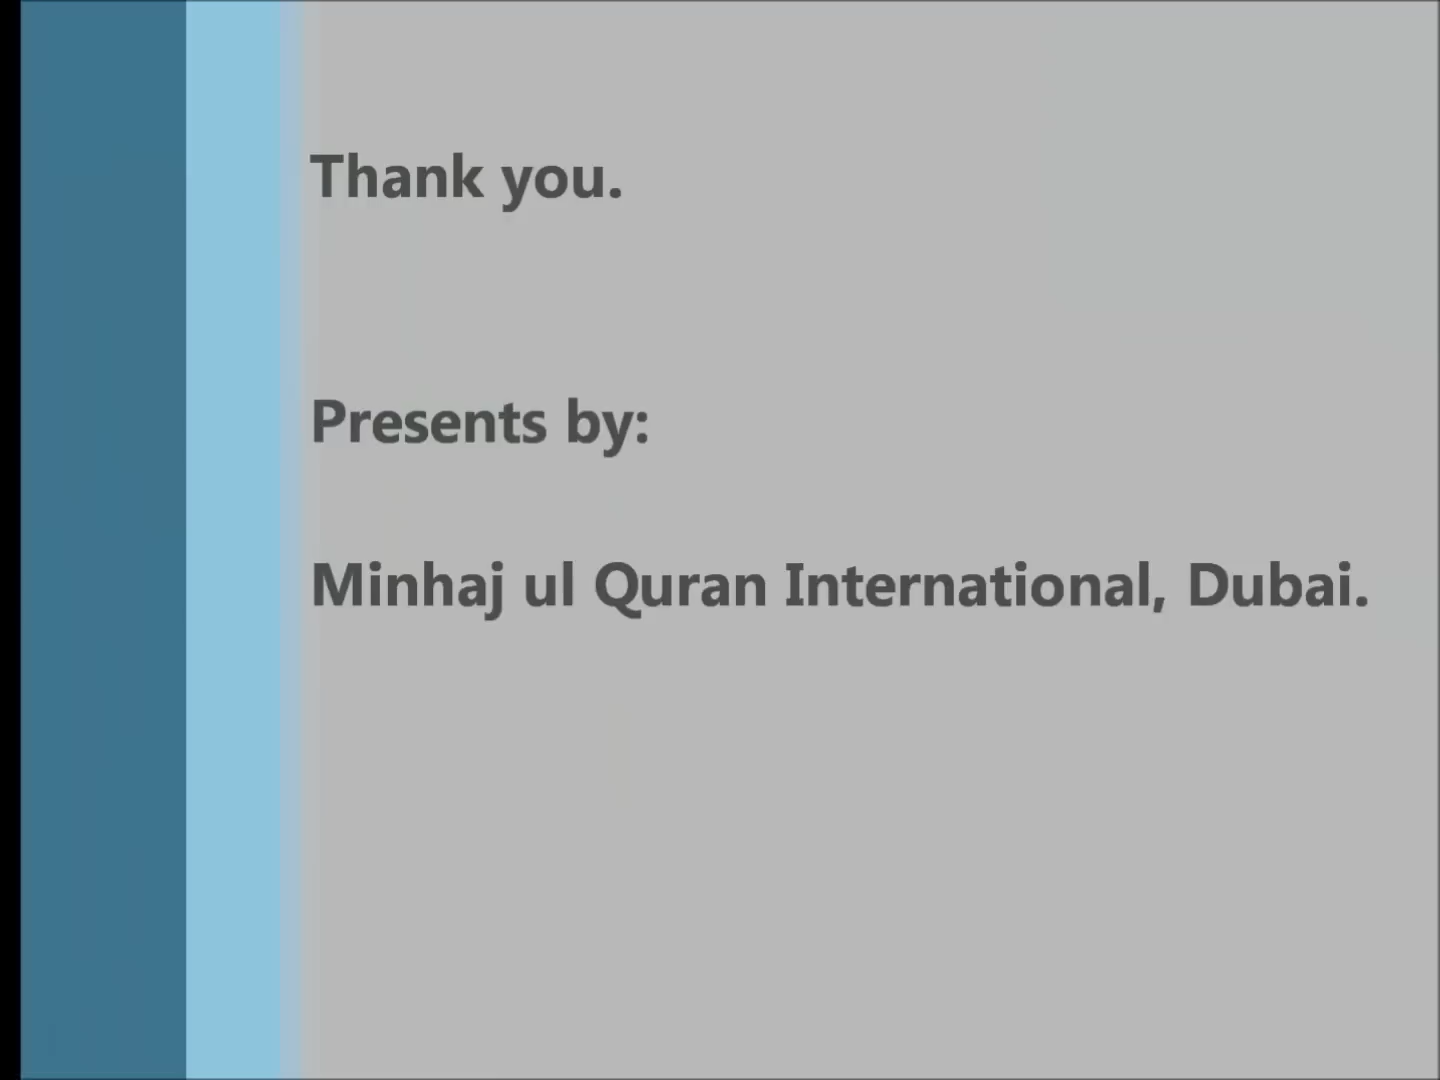 Thank you.
Presents by:
Minhaj ul Quran International, Dubai.